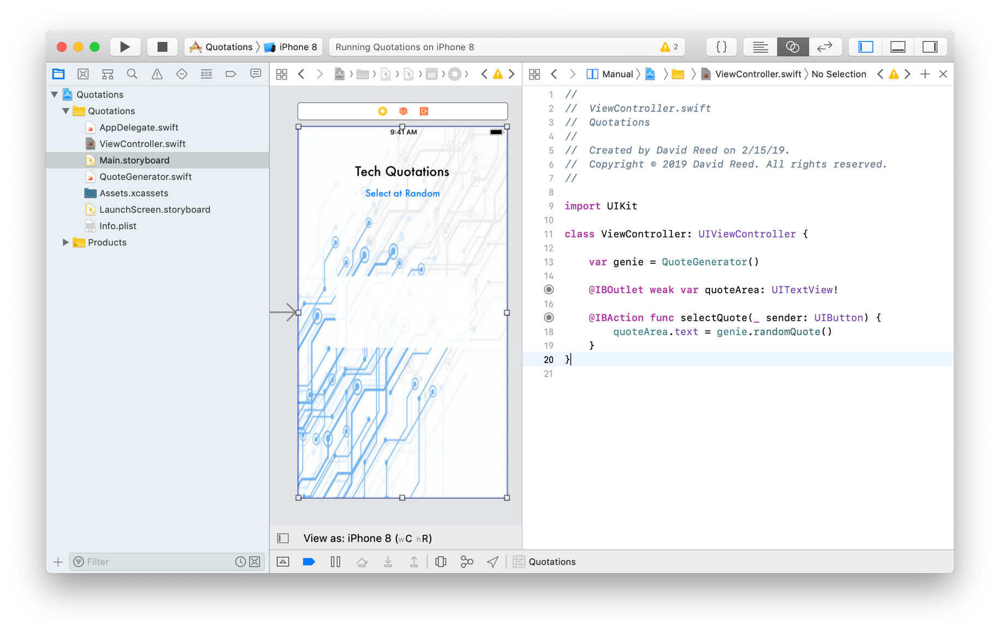 Quotations
iPhone 8
Running Quotations on iPhone 8
2
{ }
Quotations
Quotations
AppDelegate.swift
ViewController.swift
Main.storyboard
QuoteGenerator.swift
Assets.xcassets
LaunchScreen.storyboard
Info.plist
Products
Filter
9:41 AM
Tech Quotations
Select at Random
View as: iPhone 8 (wC hR)
Quotations
Manual
ViewController.swift
No Selection
1 //
2 //  ViewController.swift
3 //  Quotations
4 //
5 //  Created by David Reed on 2/15/19.
6 //  Copyright © 2019 David Reed. All rights reserved.
7 //
8
9 import UIKit
10
11 class ViewController: UIViewController {
12
13     var genie = QuoteGenerator()
14
@IBOutlet weak var quoteArea: UITextView!
16
@IBAction func selectQuote(_ sender: UIButton) {
18         quoteArea.text = genie.randomQuote()
19     }
20 }
21